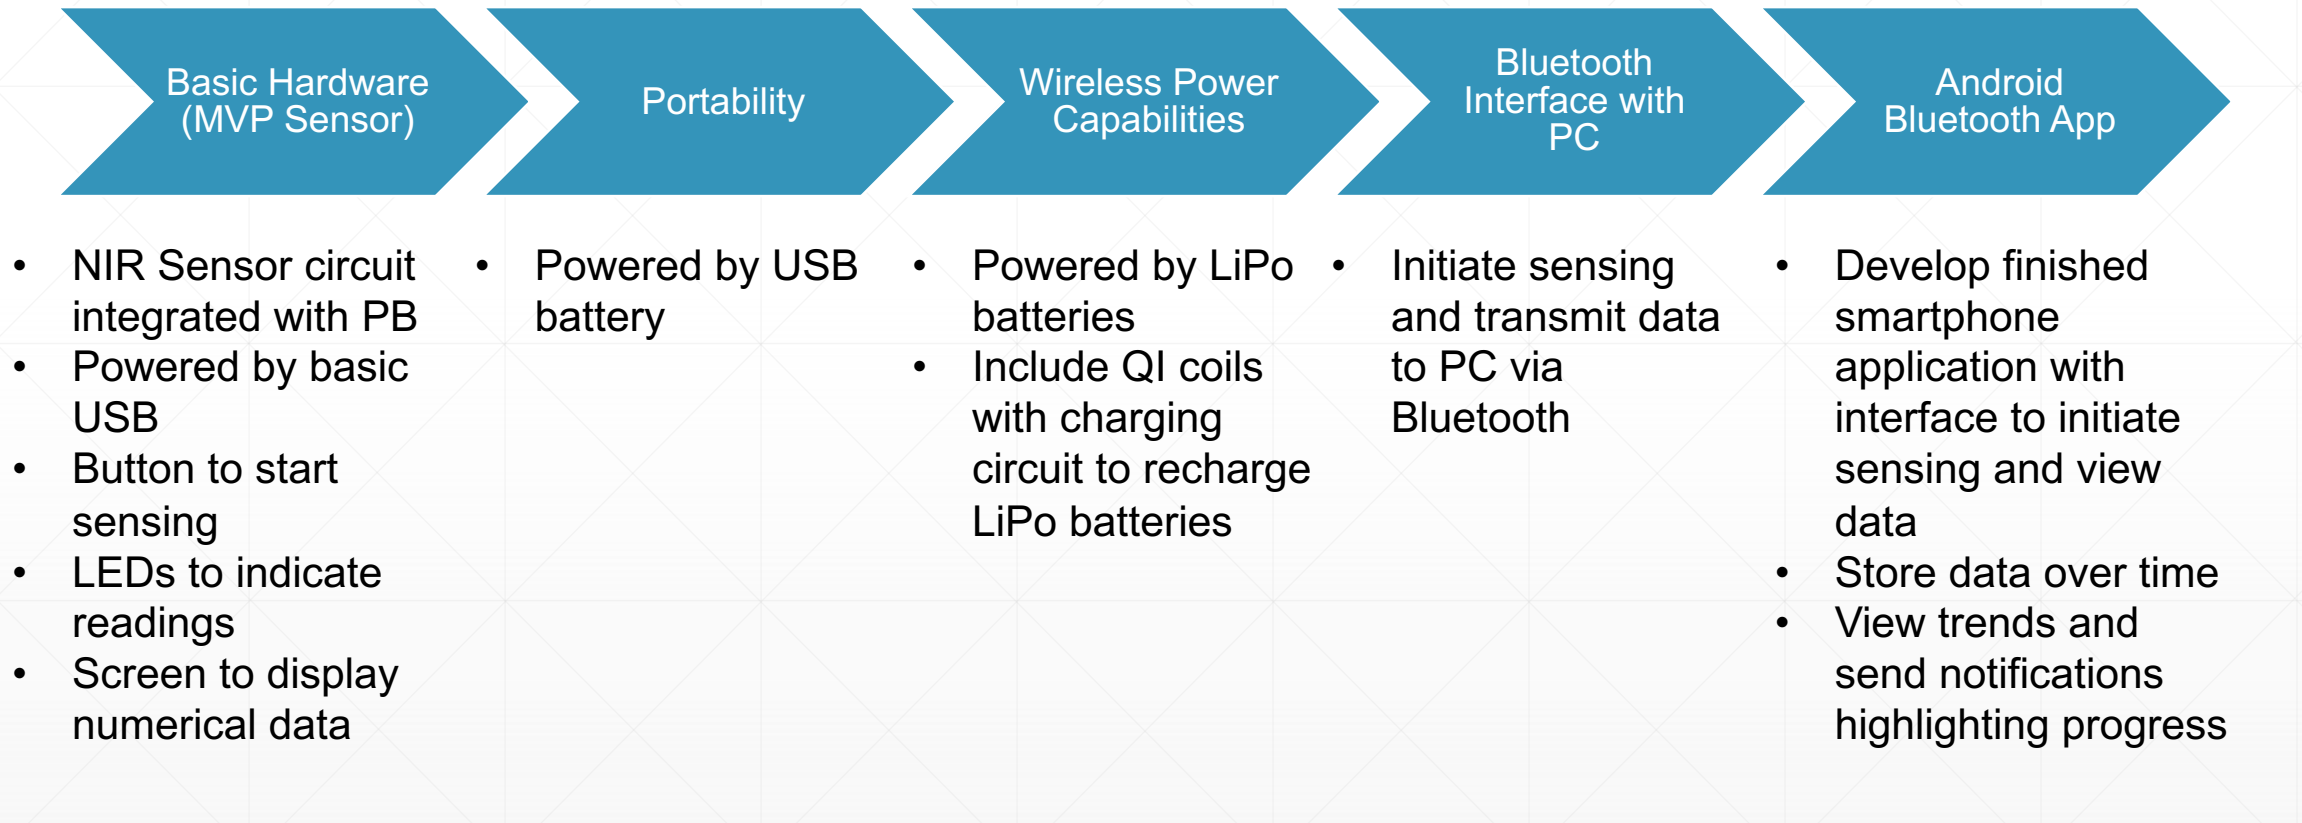 Basic Hardware
(MVP Sensor)
Portability
Wireless Power
Capabilities
Bluetooth
Interface with
PC
Android
Bluetooth App
• NIR Sensor circuit
integrated with PB
• Powered by basic
USB
• Button to start
sensing
• LEDs to indicate
readings
• Screen to display
numerical data
• Powered by USB
battery
• Powered by LiPo
batteries
• Include QI coils
with charging
circuit to recharge
LiPo batteries
• Initiate sensing
and transmit data
to PC via
Bluetooth
• Develop finished
smartphone
application with
interface to initiate
sensing and view
data
• Store data over time
• View trends and
send notifications
highlighting progress